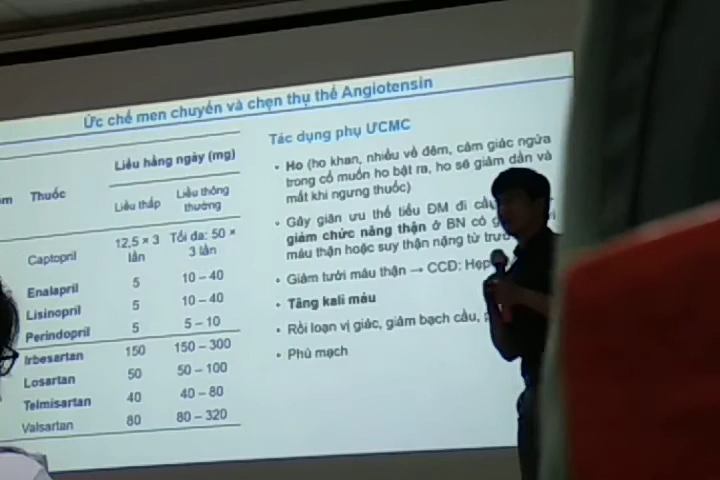 Ức chế men chuyển và chẹn thụ thể Angiotensin
Thuốc
Liều hằng ngày (mg)
Liều thấp
Liều thông thường
Captopril
12,5 × 3 lần
Tối đa: 50 × 3 lần
Enalapril 5 10 – 40
Lisinopril 5 10 – 40
Perindopril 5 5 – 10
Irbesartan 150 150 – 300
Losartan 50 50 – 100
Telmisartan 40 40 – 80
Valsartan 80 80 – 320
Tác dụng phụ ƯCMC
• Ho (ho khan, nhiều về đêm, cảm giác ngứa
trong cổ muốn ho bật ra, ho sẽ giảm dần và
mất khi ngưng thuốc)
• Gây giãn ưu thế tiểu ĐM đi
giảm chức năng thận ở BN có
máu thận hoặc suy thận nặng từ
• Giảm tưới máu thận → CCĐ: Hẹp
• Tăng kali máu
• Rối loạn vị giác, giảm bạch cầu,
• Phù mạch